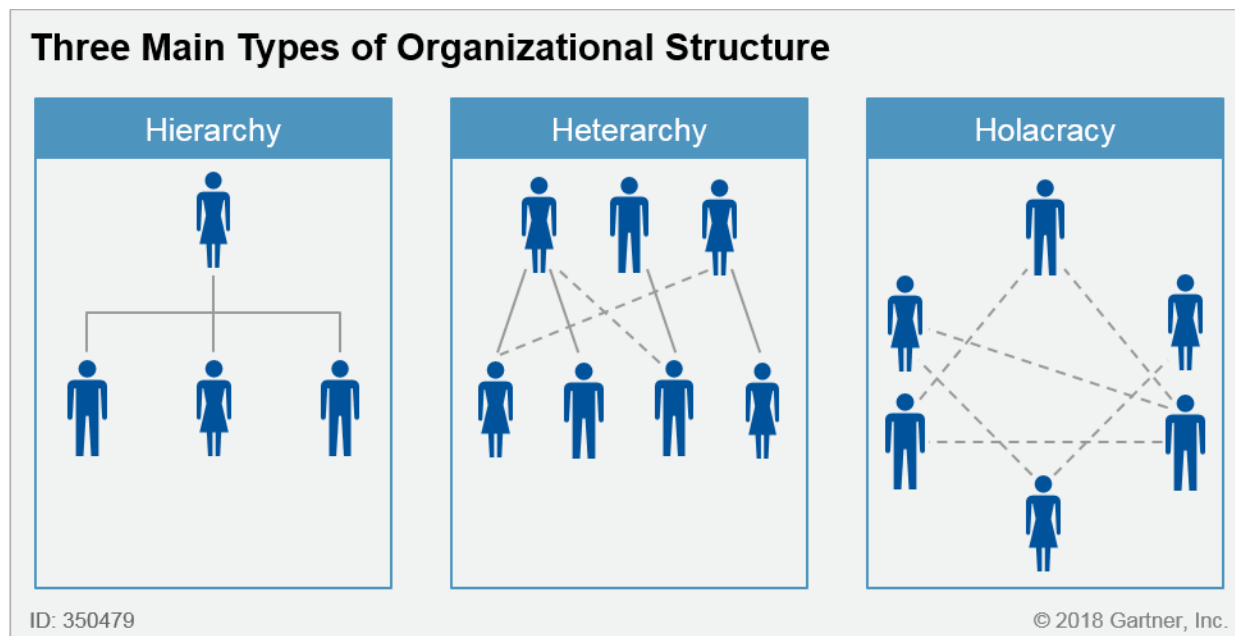 Three Main Types of Organizational Structure
Hierarchy
Heterarchy
Holacracy
ID: 350479
© 2018 Gartner, Inc.